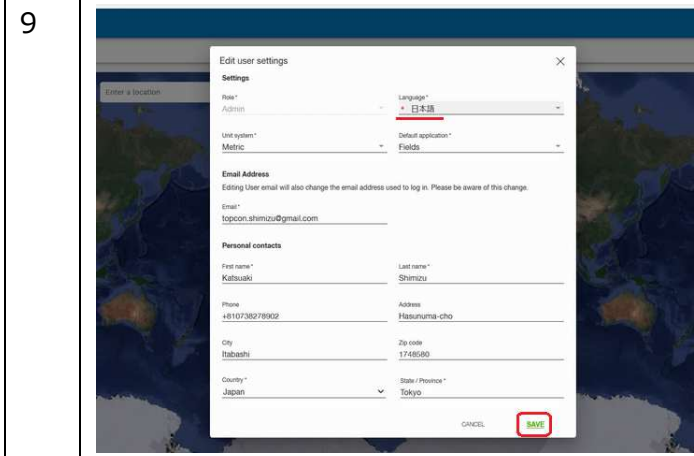 9
Edit user settings
Settings
Enter a location
Role *
Language *
Admin
日本語
Unit system *
Default application *
Metric
Fields
Email Address
Editing User email will also change the email address used to log in. Please be aware of this change.
Email *
topcon.shimizu@gmail.com
Personal contacts
First name *
Last name *
Katsuaki
Shimizu
Phone
Address
+810738278902
Hasunuma-cho
City
Zip code
Itabashi
1748580
Country *
State / Province *
Japan
Tokyo
CANCEL
SAVE